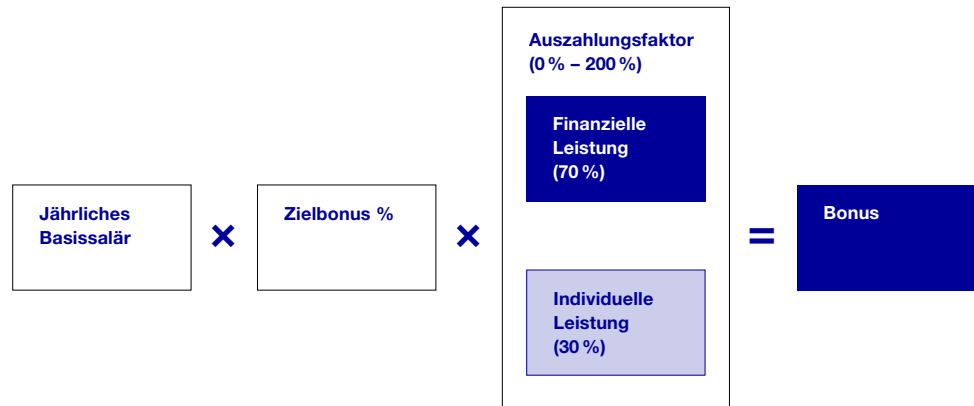 Auszahlungsfaktor
(0 % – 200 %)
Finanzielle
Leistung
(70 %)
Jährliches
Basissalär
×
Zielbonus %
×
=
Bonus
Individuelle
Leistung
(30 %)